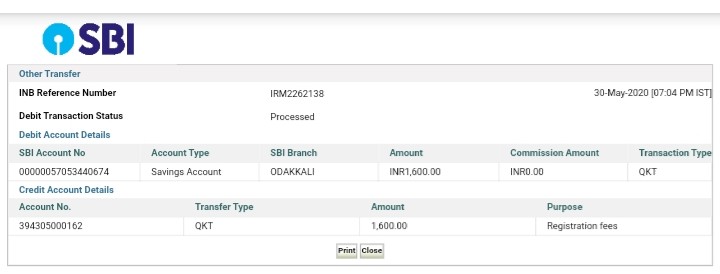 SBI
Other Transfer
INB Reference Number IRM2262138 30-May-2020 [07:04 PM IST]
Debit Transaction Status Processed
Debit Account Details
SBI Account No Account Type SBI Branch Amount Commission Amount Transaction Type
00000057053440674 Savings Account ODAKKALI INR1,600.00 INR0.00 QKT
Credit Account Details
Account No. Transfer Type Amount Purpose
394305000162 QKT 1,600.00 Registration fees
Print Close